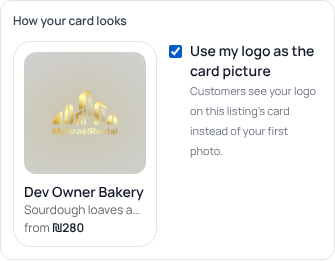 How your card looks
MyIsraelRental
Dev Owner Bakery
Sourdough loaves a...
from ₪280
Use my logo as the
card picture
Customers see your logo
on this listing's card
instead of your first
photo.